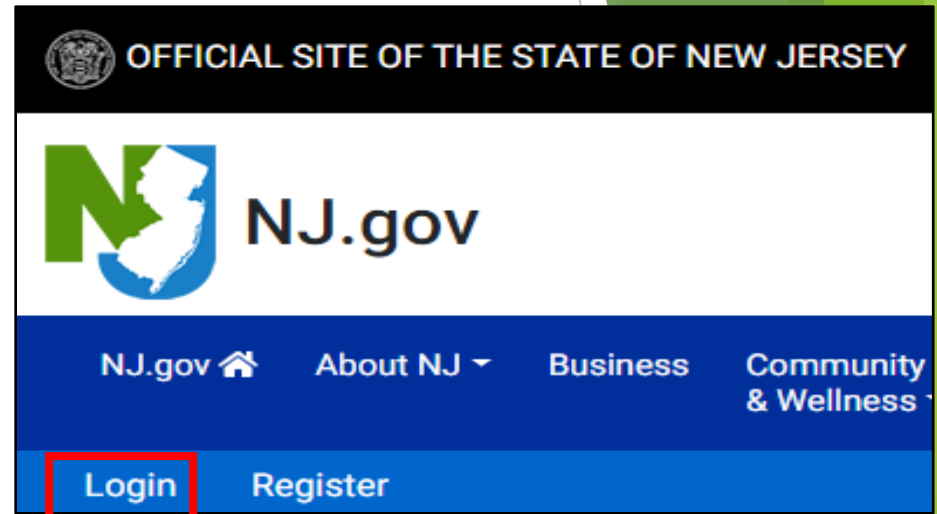 OFFICIAL SITE OF THE STATE OF NEW JERSEY
NJ
NJ.gov
NJ.gov About NJ Business Community
& Wellness
Login Register